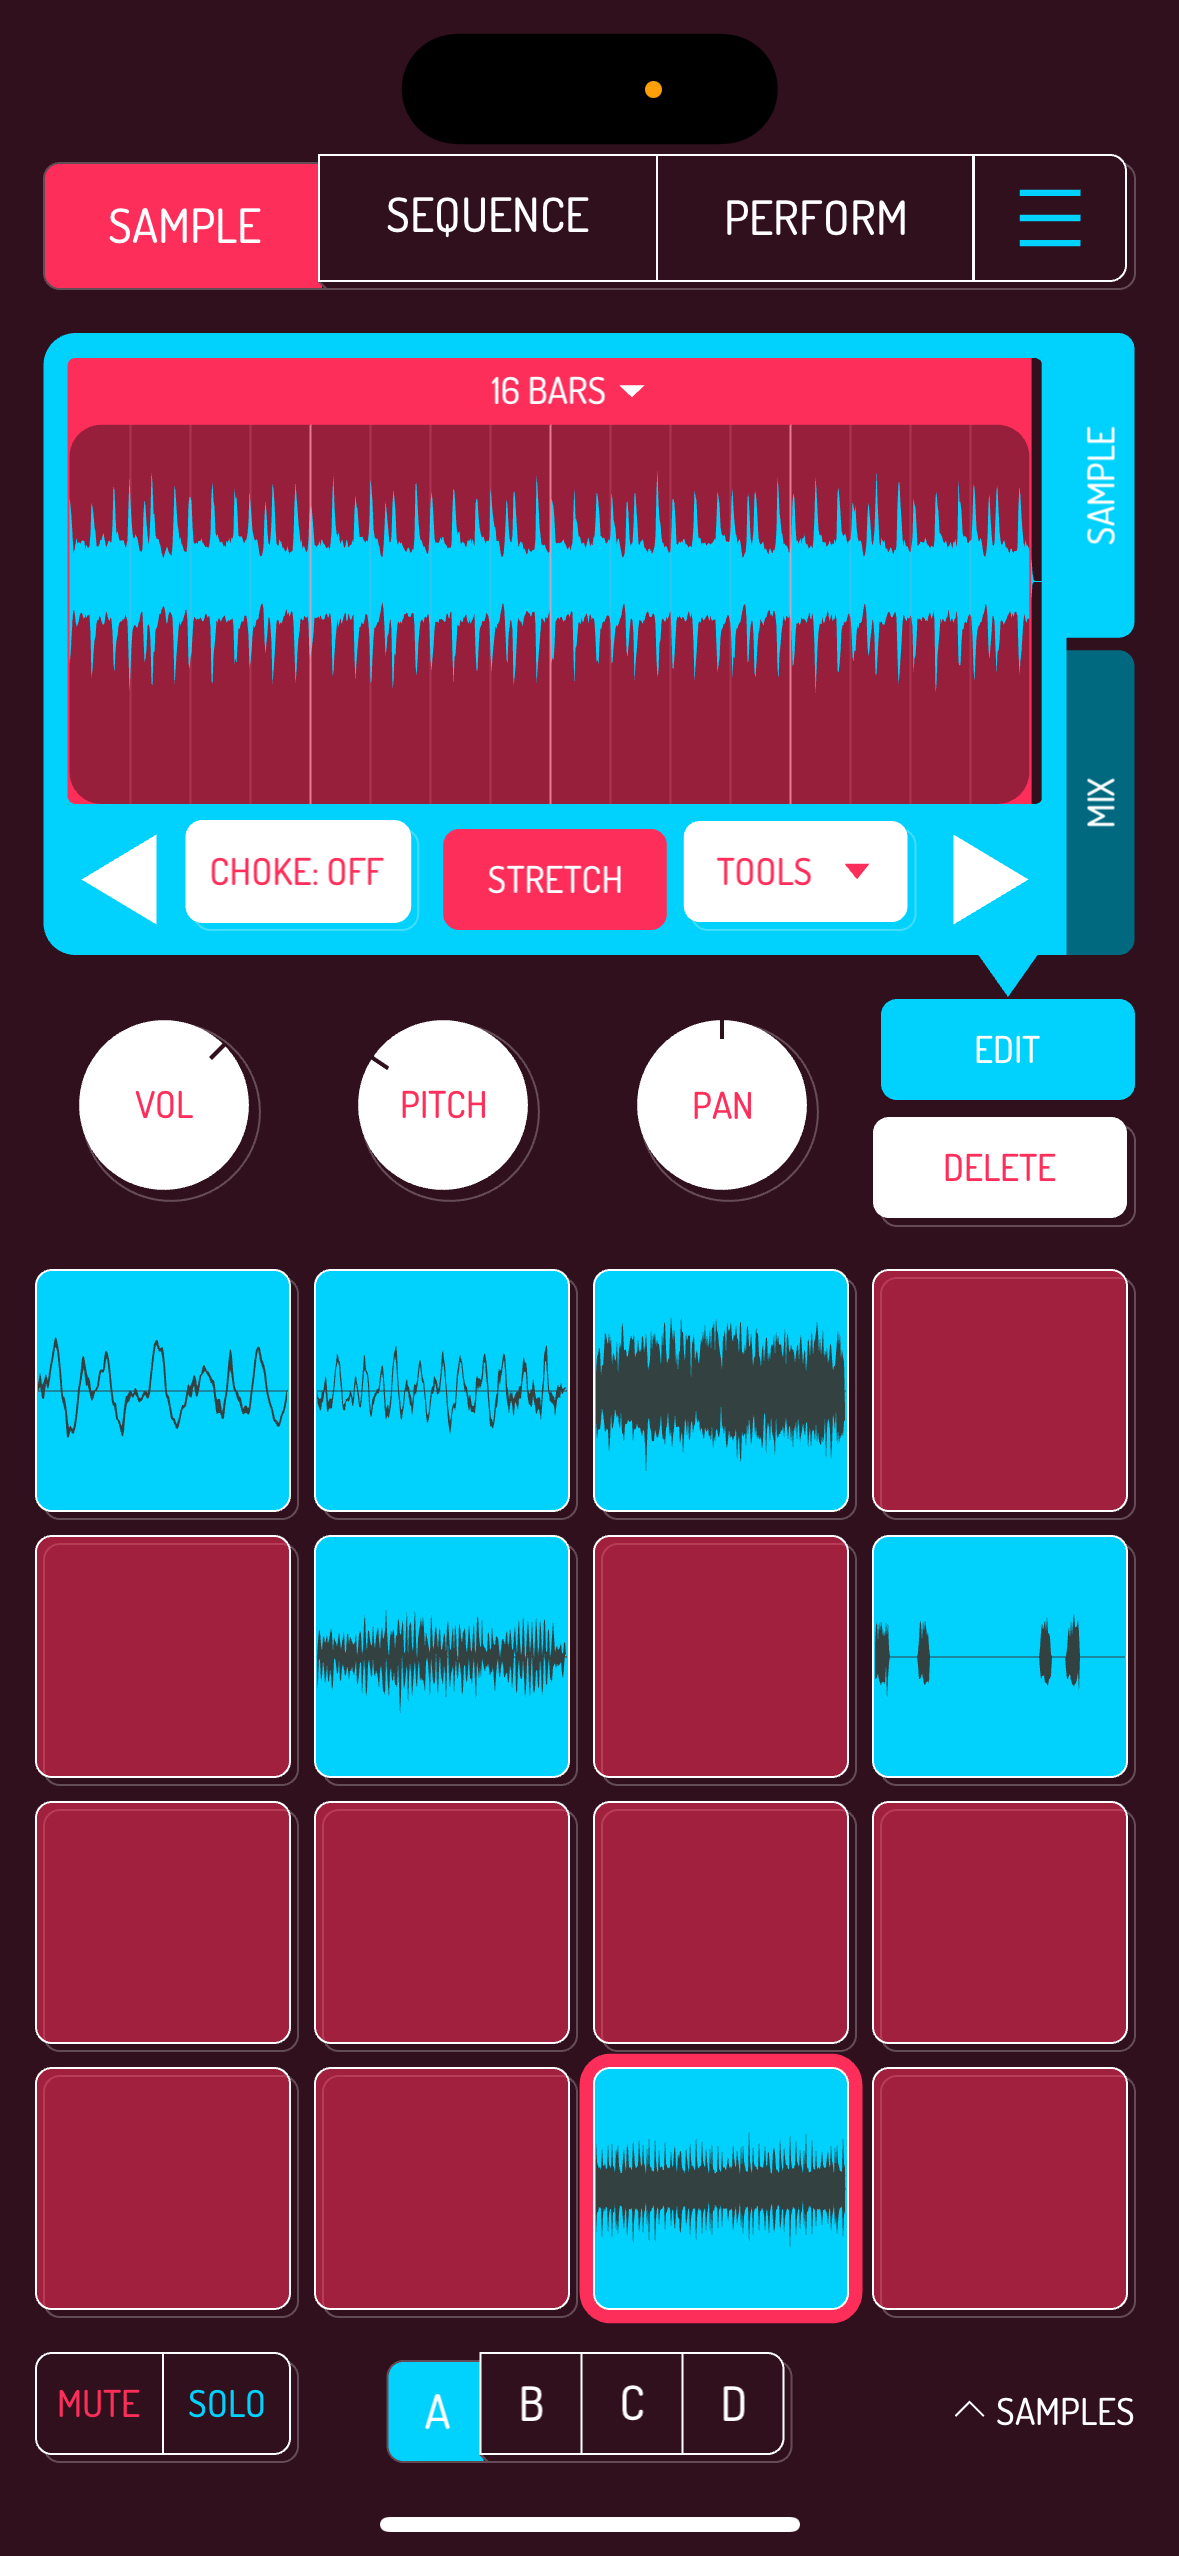 SAMPLE
SEQUENCE
PERFORM
16 BARS
SAMPLE
MIX
CHOKE: OFF
STRETCH
TOOLS
VOL
PITCH
PAN
EDIT
DELETE
MUTE
SOLO
A
B
C
D
SAMPLES